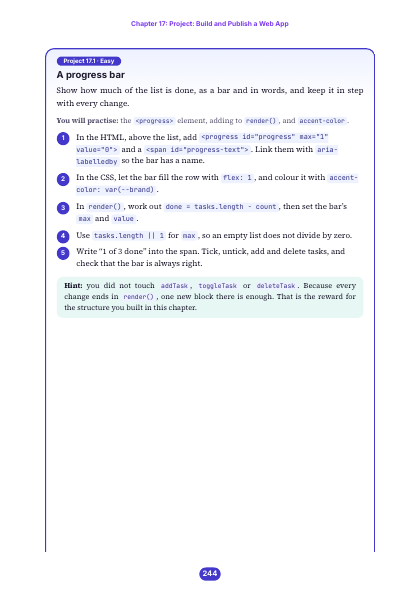 Chapter 17: Project: Build and Publish a Web App
Project 17.1 · Easy
A progress bar
Show how much of the list is done, as a bar and in words, and keep it in step
with every change.
You will practise: the <progress> element, adding to render(), and accent-color.
1 In the HTML, above the list, add <progress id="progress" max="1"
value="0"> and a <span id="progress-text">. Link them with aria-
labelledby so the bar has a name.
2 In the CSS, let the bar fill the row with flex: 1, and colour it with accent-
color: var(--brand).
3 In render(), work out done = tasks.length - count, then set the bar's
max and value.
4 Use tasks.length || 1 for max, so an empty list does not divide by zero.
5 Write “1 of 3 done” into the span. Tick, untick, add and delete tasks, and
check that the bar is always right.
Hint: you did not touch addTask, toggleTask or deleteTask. Because every
change ends in render(), one new block there is enough. That is the reward for
the structure you built in this chapter.
244